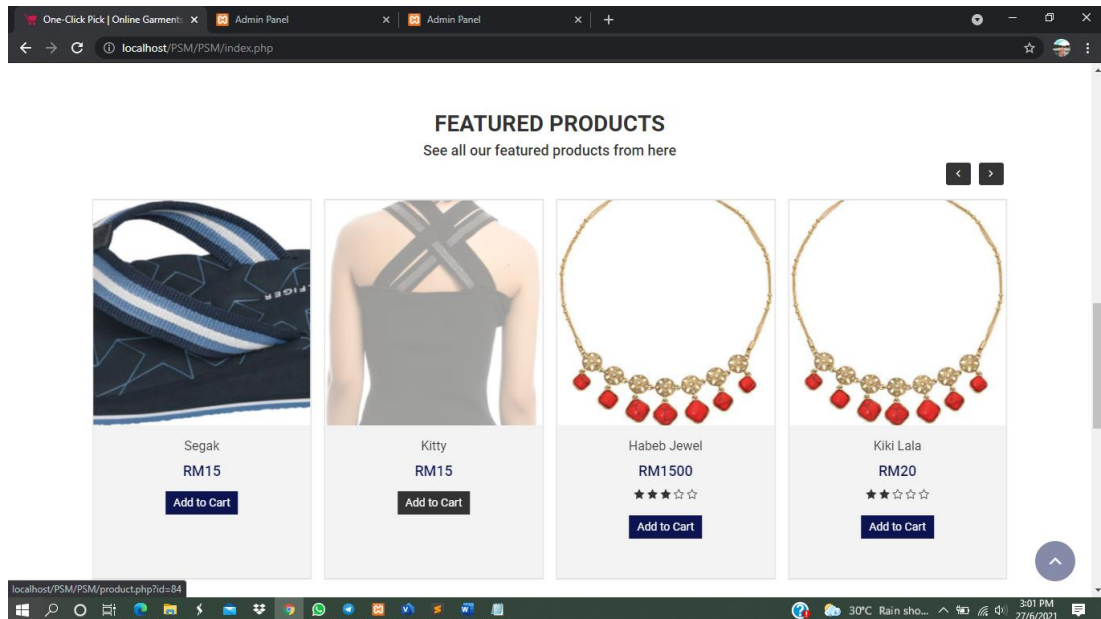 One-Click Pick | Online Garments
Admin Panel
Admin Panel
localhost/PSM/PSM/index.php
FEATURED PRODUCTS
See all our featured products from here
Segak
RM15
Add to Cart
Kitty
RM15
Add to Cart
Habeb Jewel
RM1500
Add to Cart
Kiki Lala
RM20
Add to Cart
localhost/PSM/PSM/product.php?id=84
30°C Rain sho...
3:01 PM
27/6/2021